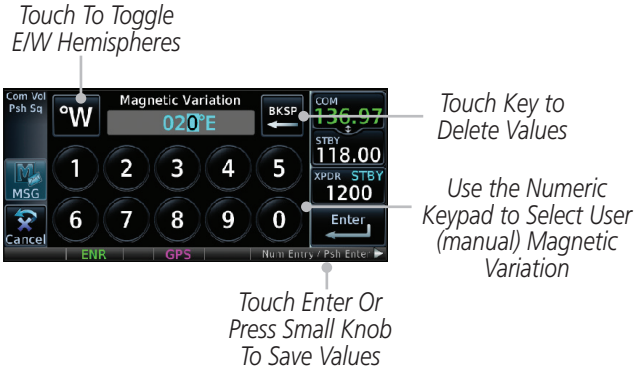 Touch To Toggle
E/W Hemispheres
Com Vol
Psh Sq
°W
Magnetic Variation
020°E
BKSP
COM
136.97
STBY
118.00
XPDR STBY
1200
MSG
1 2 3 4 5
6 7 8 9 0
Enter
Cancel
ENR GPS Num Entry / Psh Enter
Touch Key to
Delete Values
Use the Numeric
Keypad to Select User
(manual) Magnetic
Variation
Touch Enter Or
Press Small Knob
To Save Values